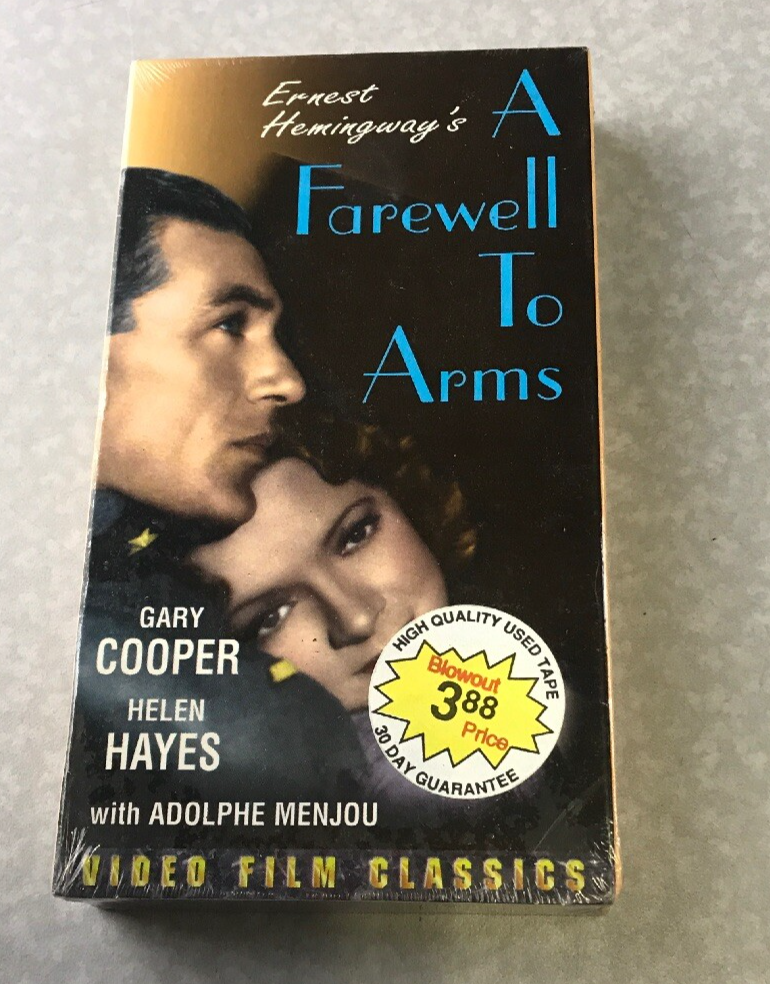 Ernest
Hemingway's
A
Farewell
To
Arms
GARY
COOPER
HELEN
HAYES
with ADOLPHE MENJOU
HIGH QUALITY USED TAPE
Blowout
388
Price
30 DAY GUARANTEE
VIDEO FILM CLASSICS